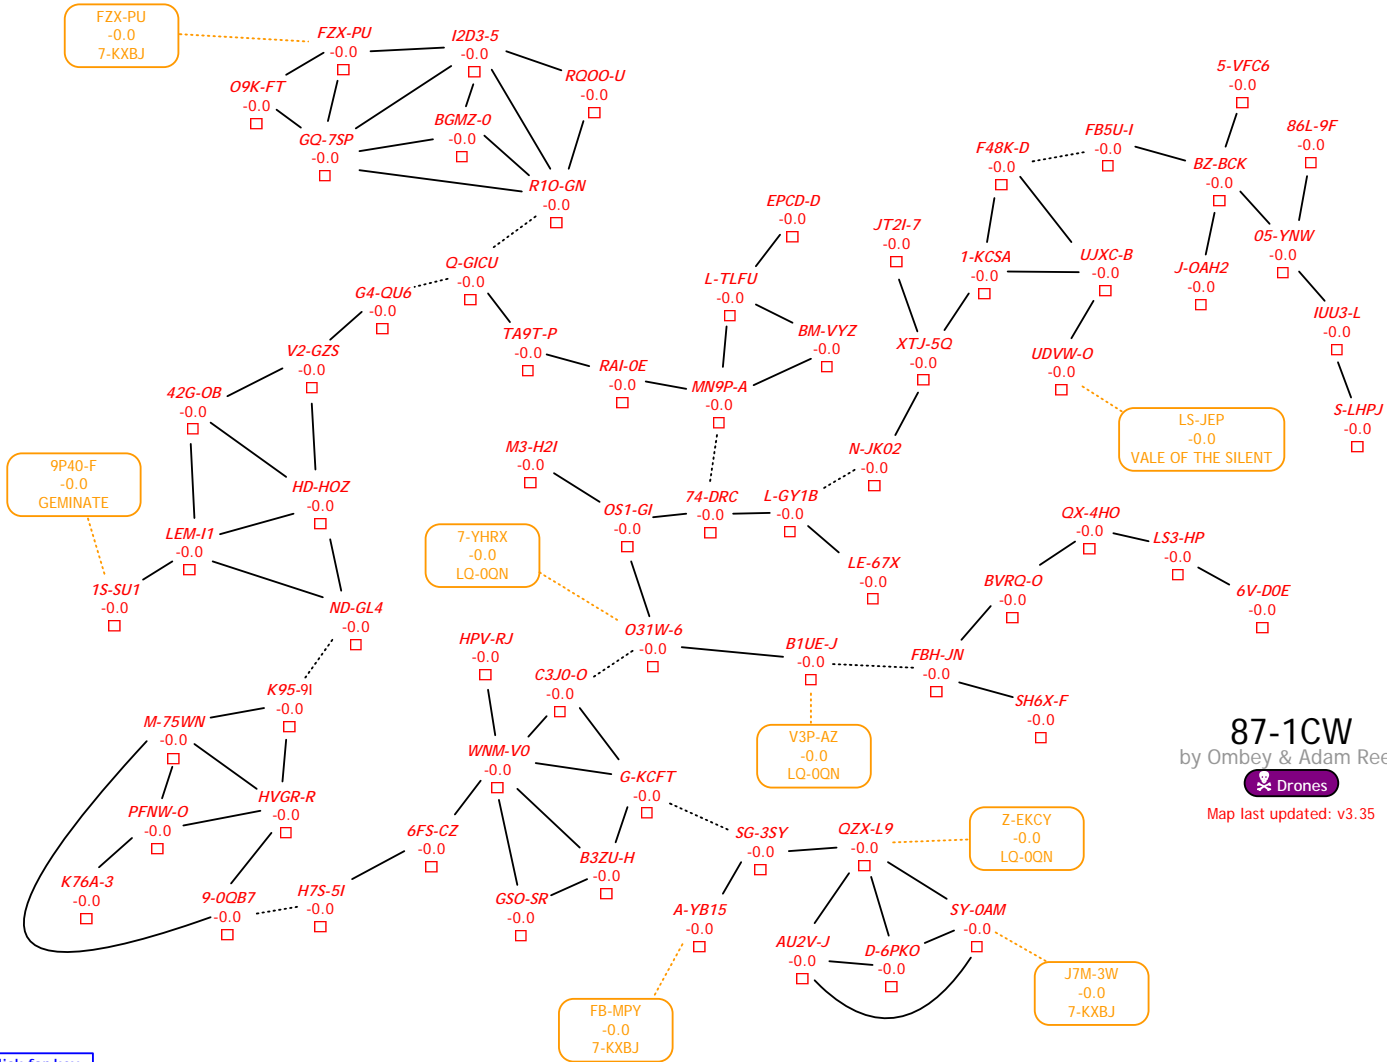 FZX-PU
-0.0
7-KXBJ
FZX-PU
-0.0
I2D3-5
-0.0
RQOO-U
-0.0
O9K-FT
-0.0
GQ-7SP
-0.0
BGMZ-0
-0.0
R1O-GN
-0.0
5-VFC6
-0.0
86L-9F
-0.0
FB5U-I
-0.0
F48K-D
-0.0
BZ-BCK
-0.0
EPCD-D
-0.0
JT2I-7
-0.0
05-YNW
-0.0
1-KCSA
-0.0
UJXC-B
-0.0
J-OAH2
-0.0
Q-GICU
-0.0
G4-QU6
-0.0
L-TLFU
-0.0
IUU3-L
-0.0
TA9T-P
-0.0
BM-VYZ
-0.0
XTJ-5Q
-0.0
V2-GZS
-0.0
UDVW-O
-0.0
RAI-0E
-0.0
MN9P-A
-0.0
42G-OB
-0.0
S-LHPJ
-0.0
LS-JEP
-0.0
VALE OF THE SILENT
M3-H2I
-0.0
N-JK02
-0.0
9P40-F
-0.0
GEMINATE
HD-HOZ
-0.0
OS1-GI
-0.0
74-DRC
-0.0
L-GY1B
-0.0
QX-4HO
-0.0
LEM-I1
-0.0
7-YHRX
-0.0
LQ-0QN
LS3-HP
-0.0
LE-67X
-0.0
BVRQ-O
-0.0
1S-SU1
-0.0
6V-D0E
-0.0
ND-GL4
-0.0
O31W-6
-0.0
HPV-RJ
-0.0
B1UE-J
-0.0
FBH-JN
-0.0
C3J0-O
-0.0
K95-9I
-0.0
SH6X-F
-0.0
M-75WN
-0.0
V3P-AZ
-0.0
LQ-0QN
87-1CW
by Ombey & Adam Ree
Drones
Map last updated: v3.35
WNM-V0
-0.0
G-KCFT
-0.0
HVGR-R
-0.0
PFNW-O
-0.0
6FS-CZ
-0.0
SG-3SY
-0.0
QZX-L9
-0.0
Z-EKCY
-0.0
LQ-0QN
B3ZU-H
-0.0
K76A-3
-0.0
9-0QB7
-0.0
H7S-5I
-0.0
GSO-SR
-0.0
A-YB15
-0.0
SY-0AM
-0.0
AU2V-J
-0.0
D-6PKO
-0.0
J7M-3W
-0.0
7-KXBJ
FB-MPY
-0.0
7-KXBJ